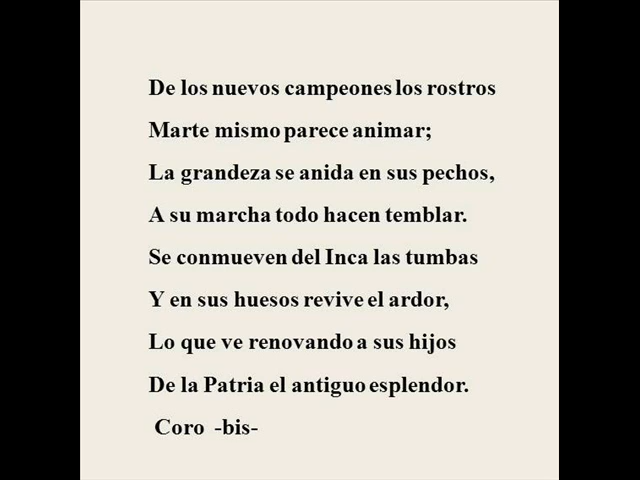 De los nuevos campeones los rostros
Marte mismo parece animar;
La grandeza se anida en sus pechos,
A su marcha todo hacen temblar.
Se conmueven del Inca las tumbas
Y en sus huesos revive el ardor,
Lo que ve renovando a sus hijos
De la Patria el antiguo esplendor.
Coro -bis-